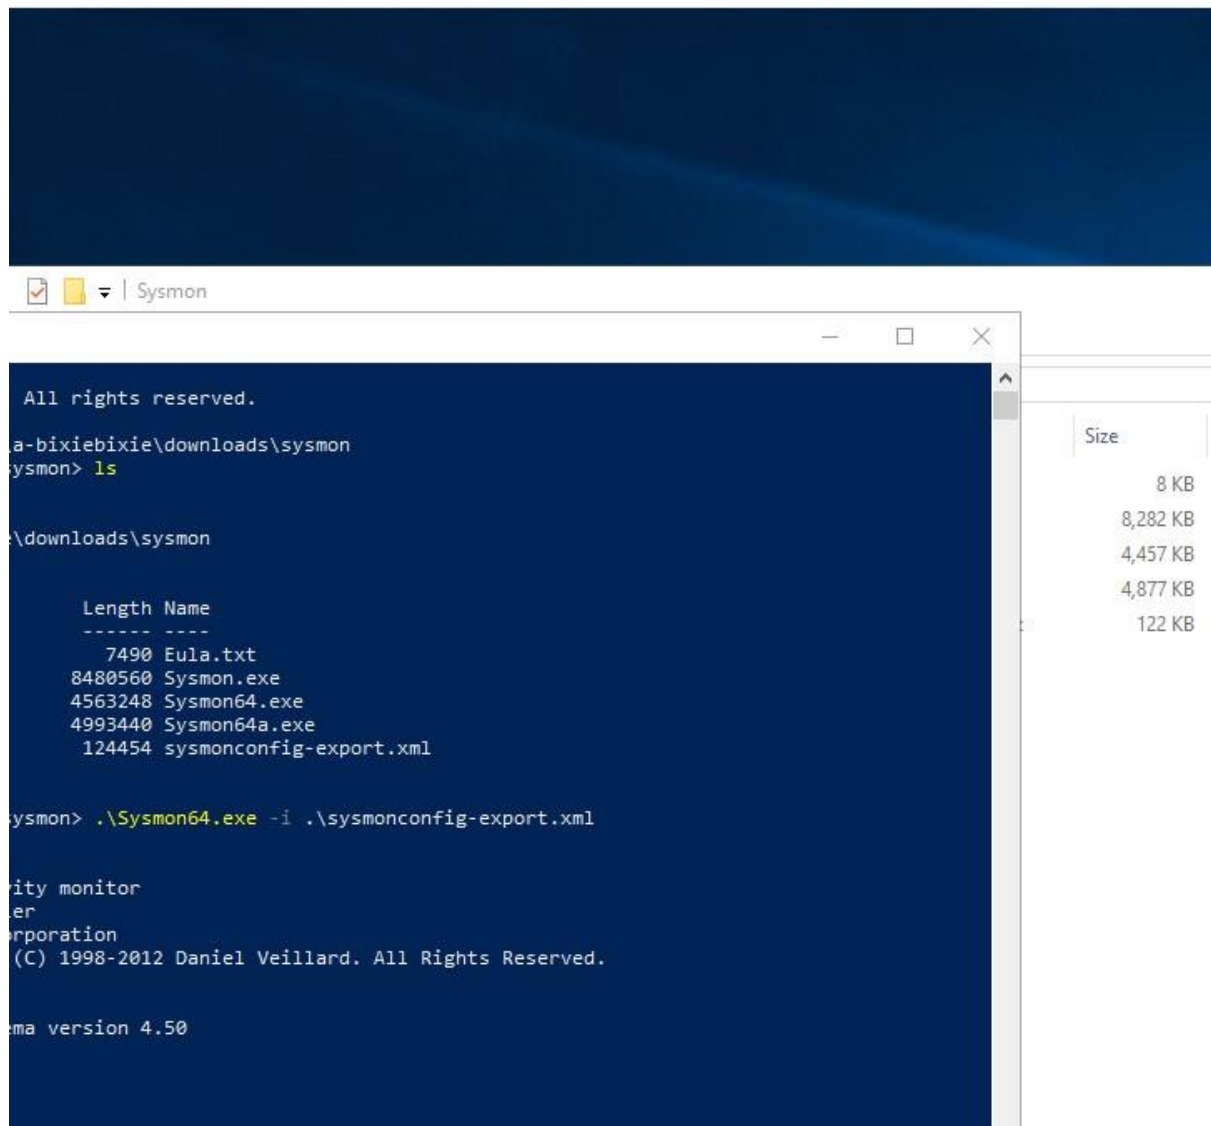 Sysmon
All rights reserved.
a-bixiebixie\downloads\sysmon
ysmon> ls
\downloads\sysmon
Length Name
------ ----
7490 Eula.txt
8480560 Sysmon.exe
4563248 Sysmon64.exe
4993440 Sysmon64a.exe
124454 sysmonconfig-export.xml
ysmon> .\Sysmon64.exe -i .\sysmonconfig-export.xml
ity monitor
er
rporation
(C) 1998-2012 Daniel Veillard. All Rights Reserved.
ma version 4.50
Size
8 KB
8,282 KB
4,457 KB
4,877 KB
122 KB